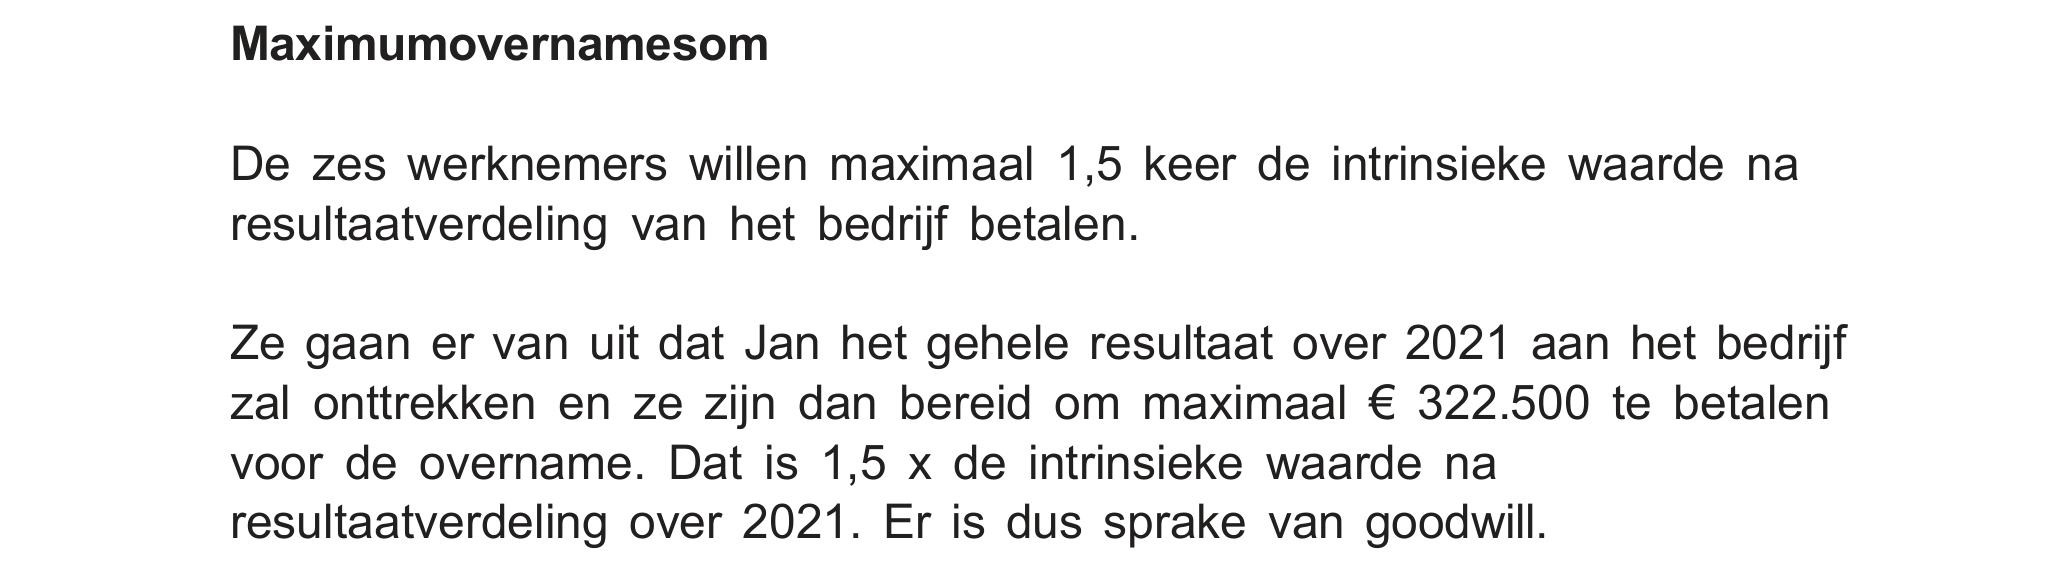 Maximumovernamesom
De zes werknemers willen maximaal 1,5 keer de intrinsieke waarde na
resultaatverdeling van het bedrijf betalen.
Ze gaan er van uit dat Jan het gehele resultaat over 2021 aan het bedrijf
zal onttrekken en ze zijn dan bereid om maximaal € 322.500 te betalen
voor de overname. Dat is 1,5 x de intrinsieke waarde na
resultaatverdeling over 2021. Er is dus sprake van goodwill.